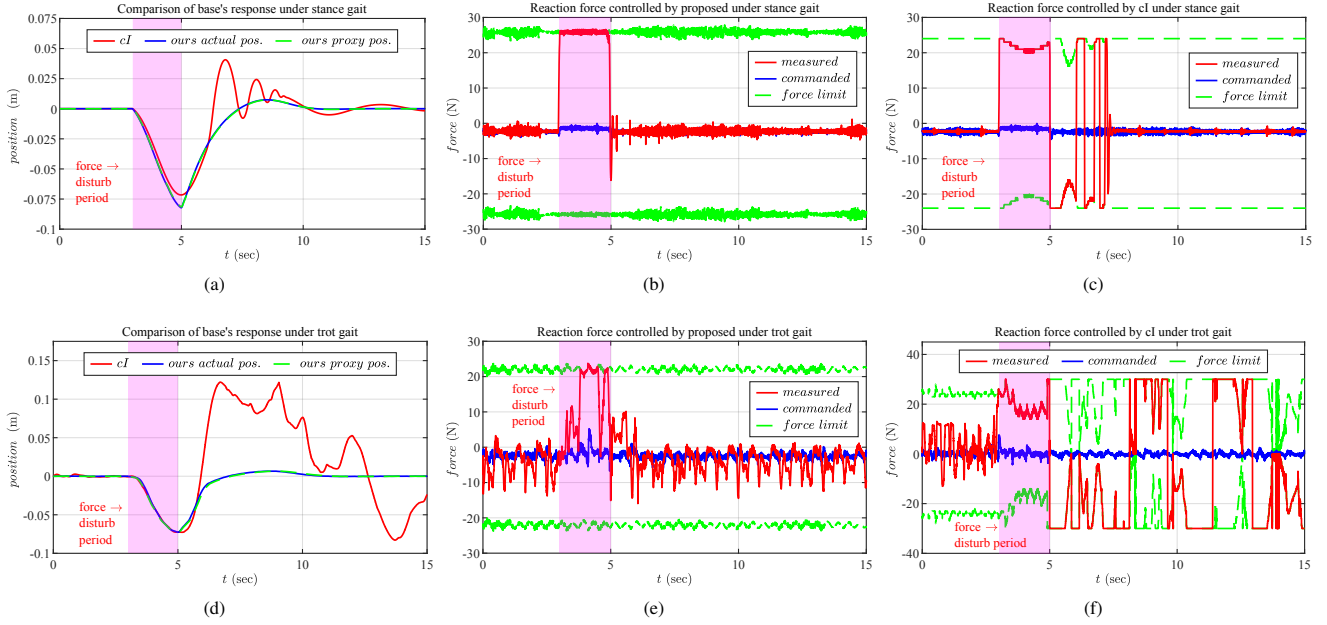 Comparison of base's response under stance gait
0.075
0.05
0.025
0
-0.025
-0.05
-0.075
-0.1
position (m)
cI ours actual pos. ours proxy pos.
force →
disturb
period
0 5 10 15
t (sec)
(a)
Reaction force controlled by proposed under stance gait
30
20
10
0
-10
-20
-30
force (N)
measured
commanded
force limit
force →
disturb
period
0 5 10 15
t (sec)
(b)
Reaction force controlled by cI under stance gait
30
20
10
0
-10
-20
-30
force (N)
measured
commanded
force limit
force →
disturb
period
0 5 10 15
t (sec)
(c)
Comparison of base's response under trot gait
0.15
0.1
0.05
0
-0.05
-0.1
position (m)
cI ours actual pos. ours proxy pos.
force →
disturb
period
0 5 10 15
t (sec)
(d)
Reaction force controlled by proposed under trot gait
30
20
10
0
-10
-20
-30
force (N)
measured
commanded
force limit
force →
disturb
period
0 5 10 15
t (sec)
(e)
Reaction force controlled by cI under trot gait
40
20
0
-20
-40
force (N)
measured commanded force limit
force →
disturb period
0 5 10 15
t (sec)
(f)